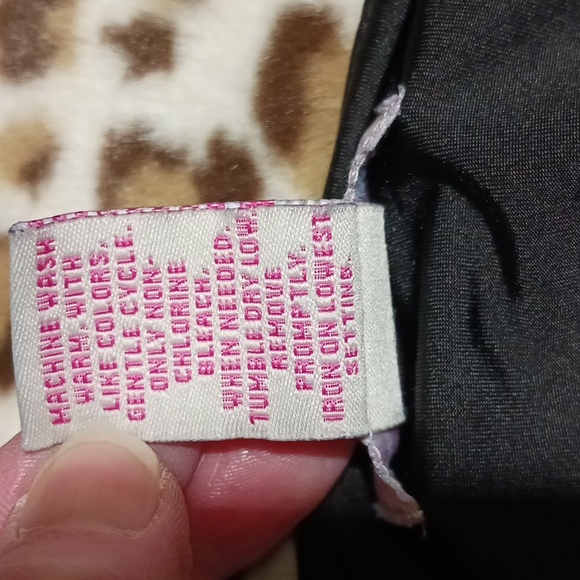 MACHINE WASH
WARM, WITH
LIKE COLORS,
GENTLE CYCLE.
ONLY NON-
CHLORINE
BLEACH,
WHEN NEEDED.
TUMBLE DRY LOW.
REMOVE
PROMPTLY.
IRON ON LOWEST
SETTING.